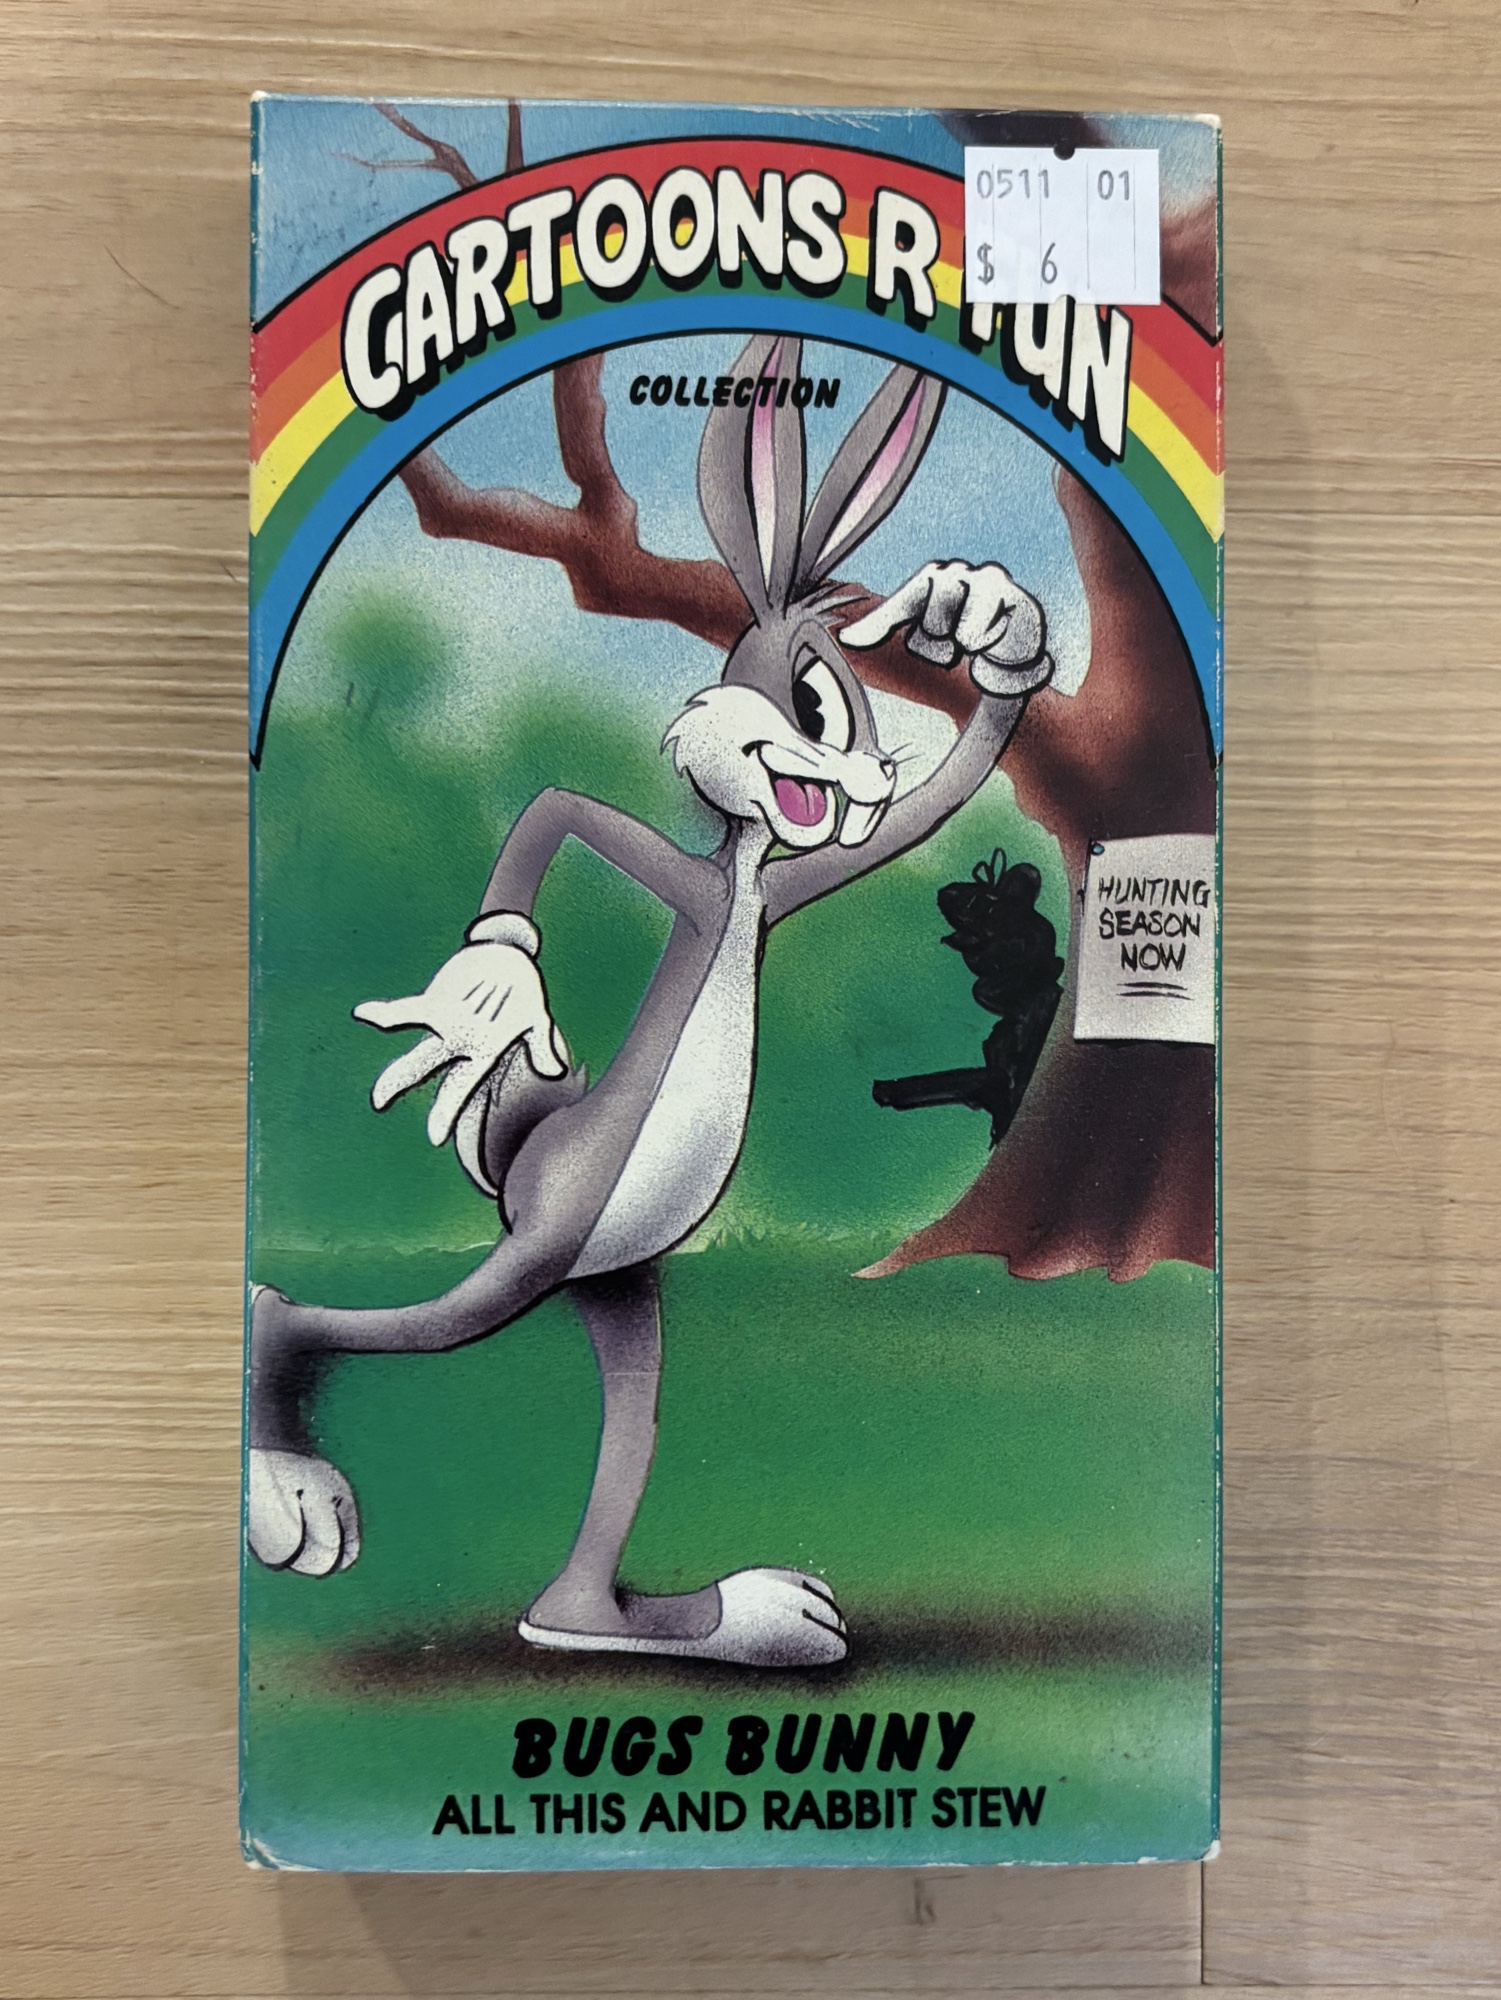 CARTOONS R FUN
0511 01
$ 6
COLLECTION
HUNTING
SEASON
NOW
BUGS BUNNY
ALL THIS AND RABBIT STEW